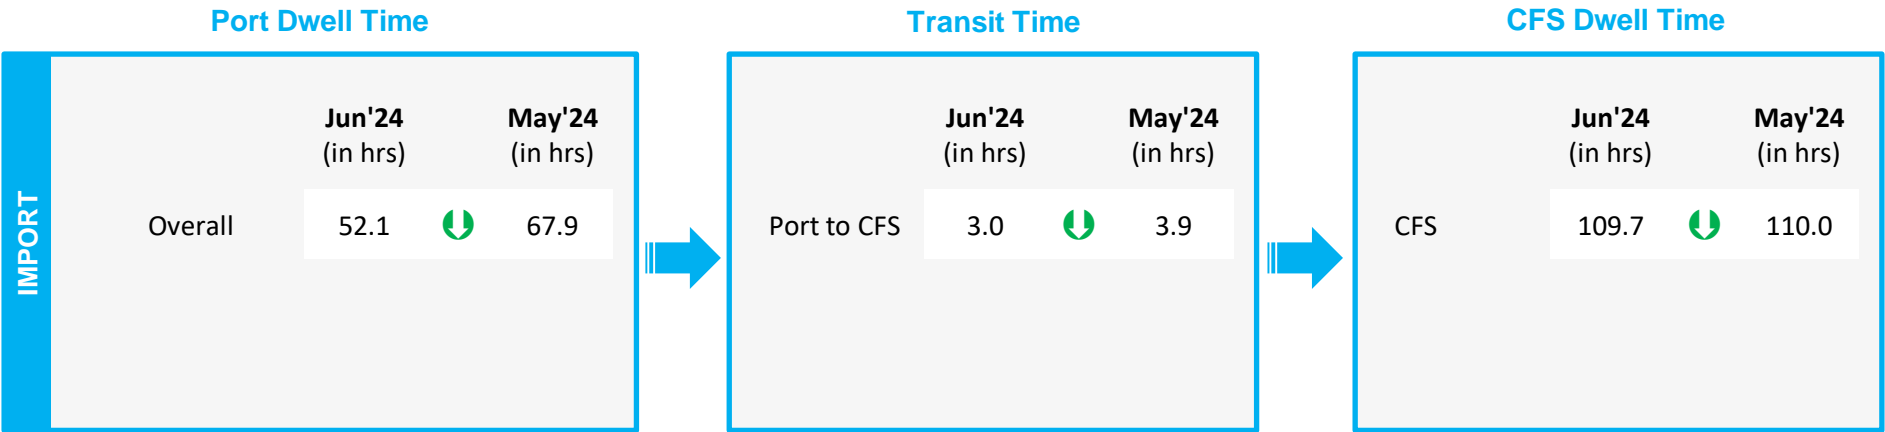 Port Dwell Time
Transit Time
CFS Dwell Time
IMPORT
Jun'24 May'24
(in hrs) (in hrs)
Overall 52.1 67.9
Jun'24 May'24
(in hrs) (in hrs)
Port to CFS 3.0 3.9
Jun'24 May'24
(in hrs) (in hrs)
CFS 109.7 110.0